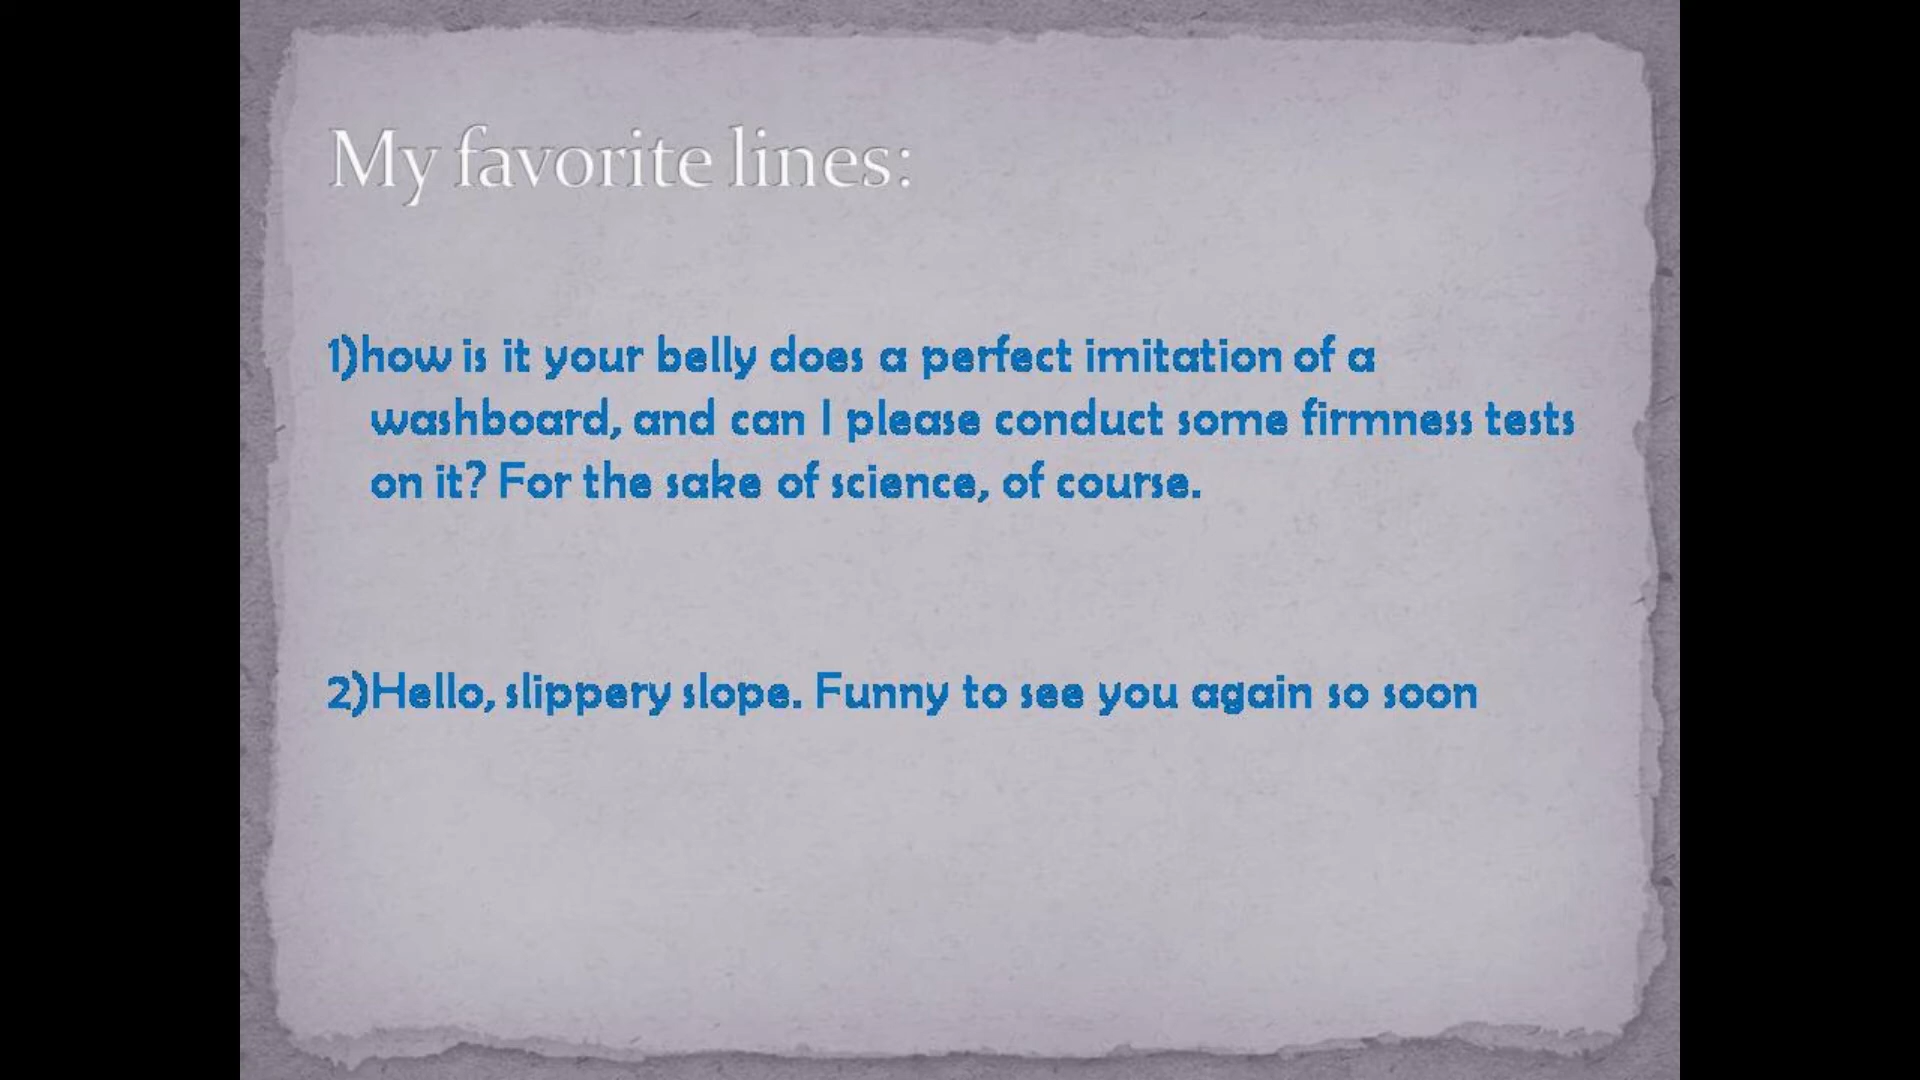 My favorite lines:
1)how is it your belly does a perfect imitation of a
washboard, and can I please conduct some firmness tests
on it? For the sake of science, of course.
2)Hello, slippery slope. Funny to see you again so soon